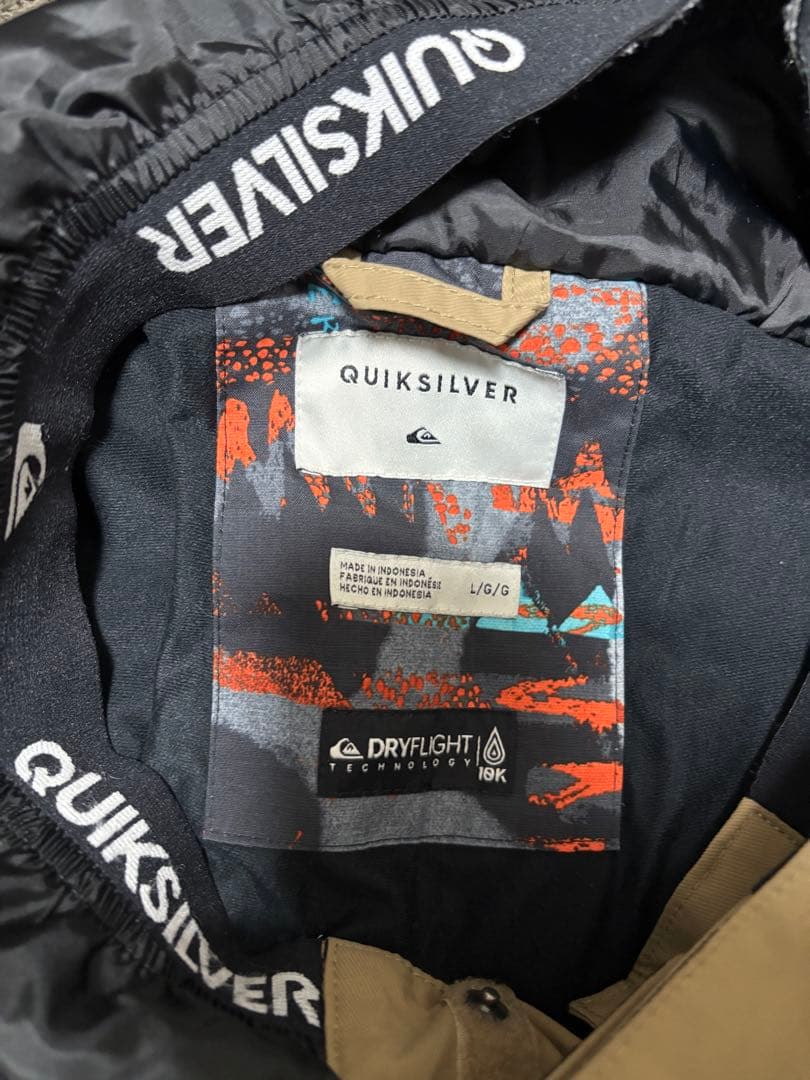 QUIKSILVER
QUIKSILVER
MADE IN INDONESIA
FABRIQUE EN INDONÉSIE
HECHO EN INDONESIA
L/G/G
DRYFLIGHT
TECHNOLOGY
10K
QUIKSILVER